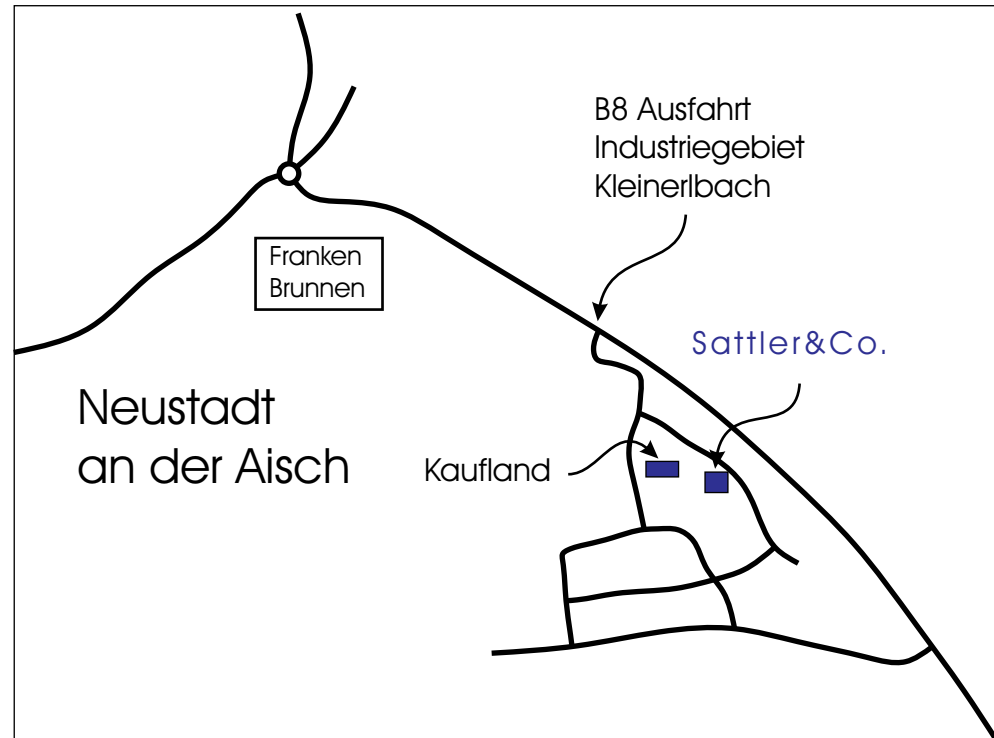 B8 Ausfahrt
Industriegebiet
Kleinerlbach
Franken
Brunnen
Sattler&Co.
Neustadt
an der Aisch
Kaufland